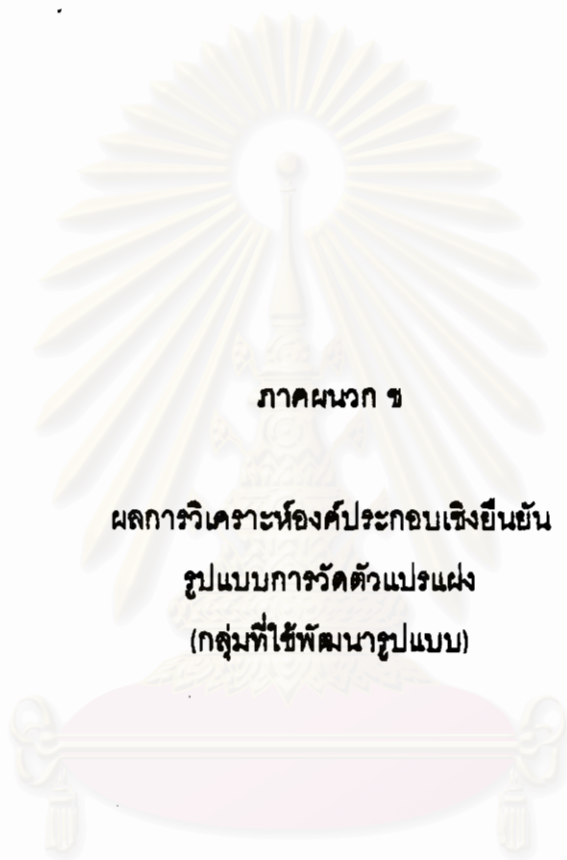 ภาคผนวก ข
ผลการวิเคราะห์องค์ประกอบเชิงยืนยัน
รูปแบบการวัดตัวแปรแฝง
(กลุ่มที่ใช้พัฒนารูปแบบ)